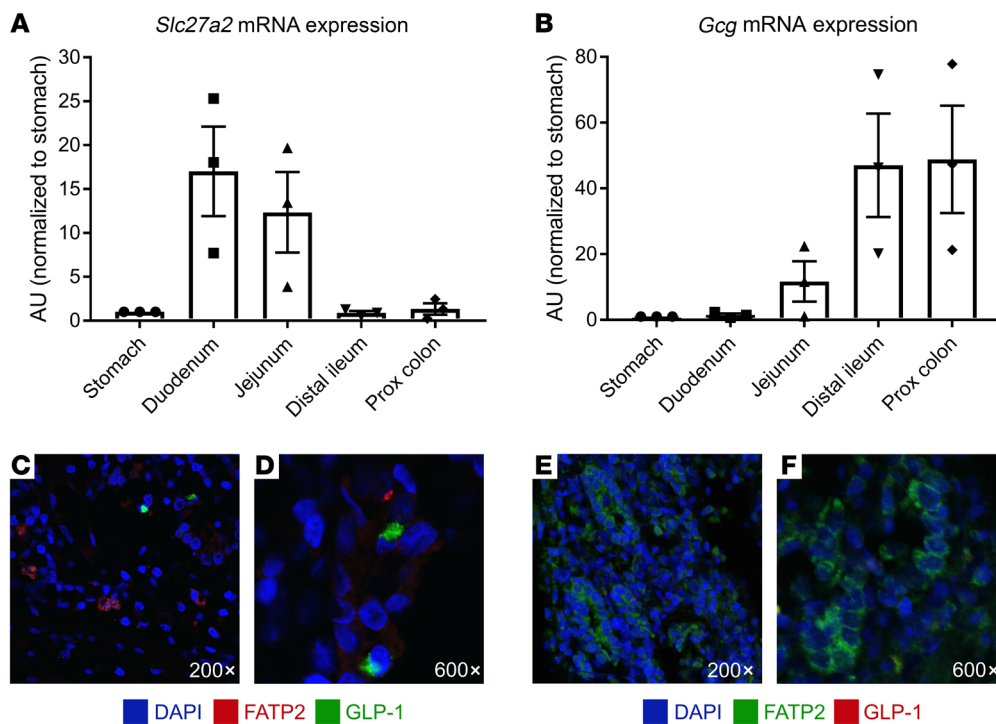 A
Slc27a2 mRNA expression
AU (normalized to stomach)
30
25
20
15
10
5
0
Stomach
Duodenum
Jejunum
Distal ileum
Prox colon
B
Gcg mRNA expression
AU (normalized to stomach)
80
60
40
20
0
Stomach
Duodenum
Jejunum
Distal ileum
Prox colon
C
200×
D
600×
E
200×
F
600×
DAPI FATP2 GLP-1
DAPI FATP2 GLP-1